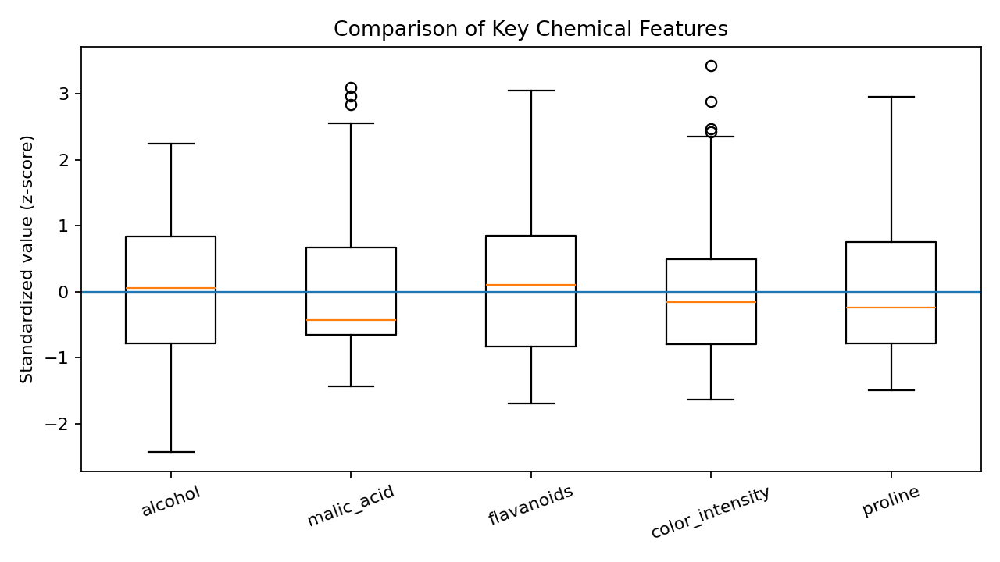 Comparison of Key Chemical Features
Standardized value (z-score)
3
2
1
0
−1
−2
alcohol
malic_acid
flavanoids
color_intensity
proline